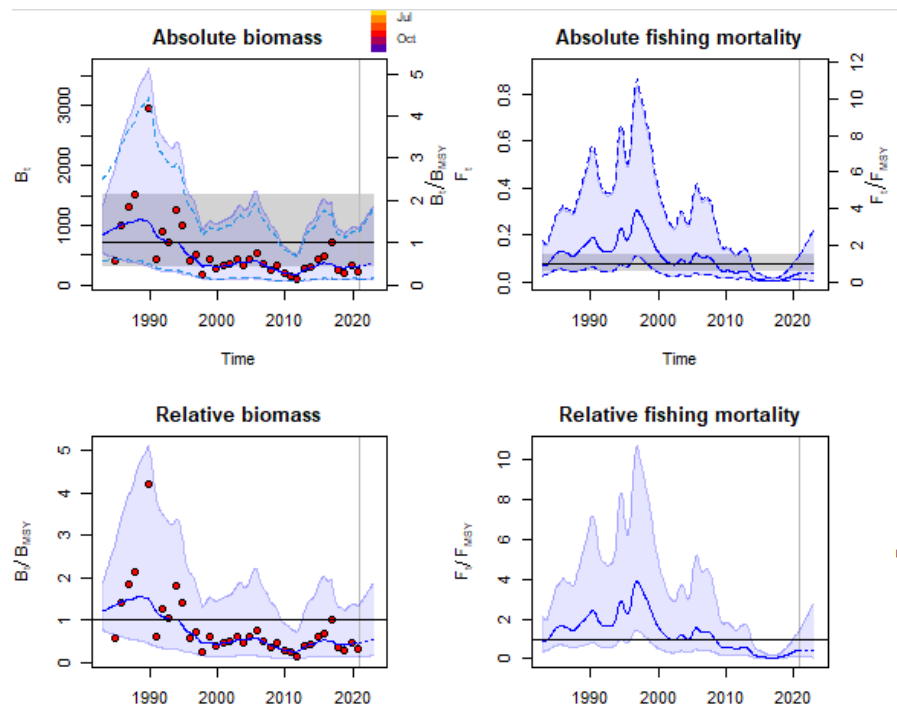 Jul
Oct
Absolute biomass
Absolute fishing mortality
3000
2000
1000
0
Bt
5
4
3
2
1
0
Bt/BMSY
1990 2000 2010 2020
Time
0.8
0.6
0.4
0.2
0.0
Ft
12
10
8
6
4
2
0
Ft/FMSY
1990 2000 2010 2020
Time
Relative biomass
Relative fishing mortality
5
4
3
2
1
0
Bt/BMSY
1990 2000 2010 2020
10
8
6
4
2
0
Ft/FMSY
1990 2000 2010 2020